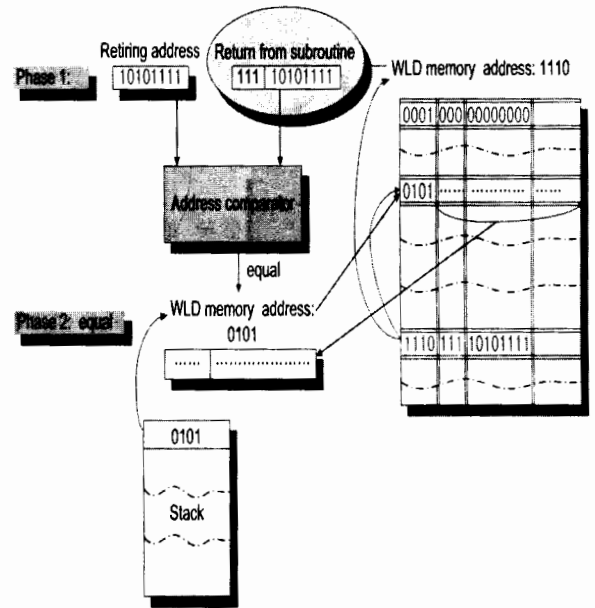 Phase 1:
Retiring address
10101111
Return from subroutine
111 10101111
WLD memory address: 1110
0001 000 00000000
0101 ...... ............. ......
Address comparator
equal
Phase 2: equal
WLD memory address:
0101
...... ...................
1110 111 10101111
0101
Stack